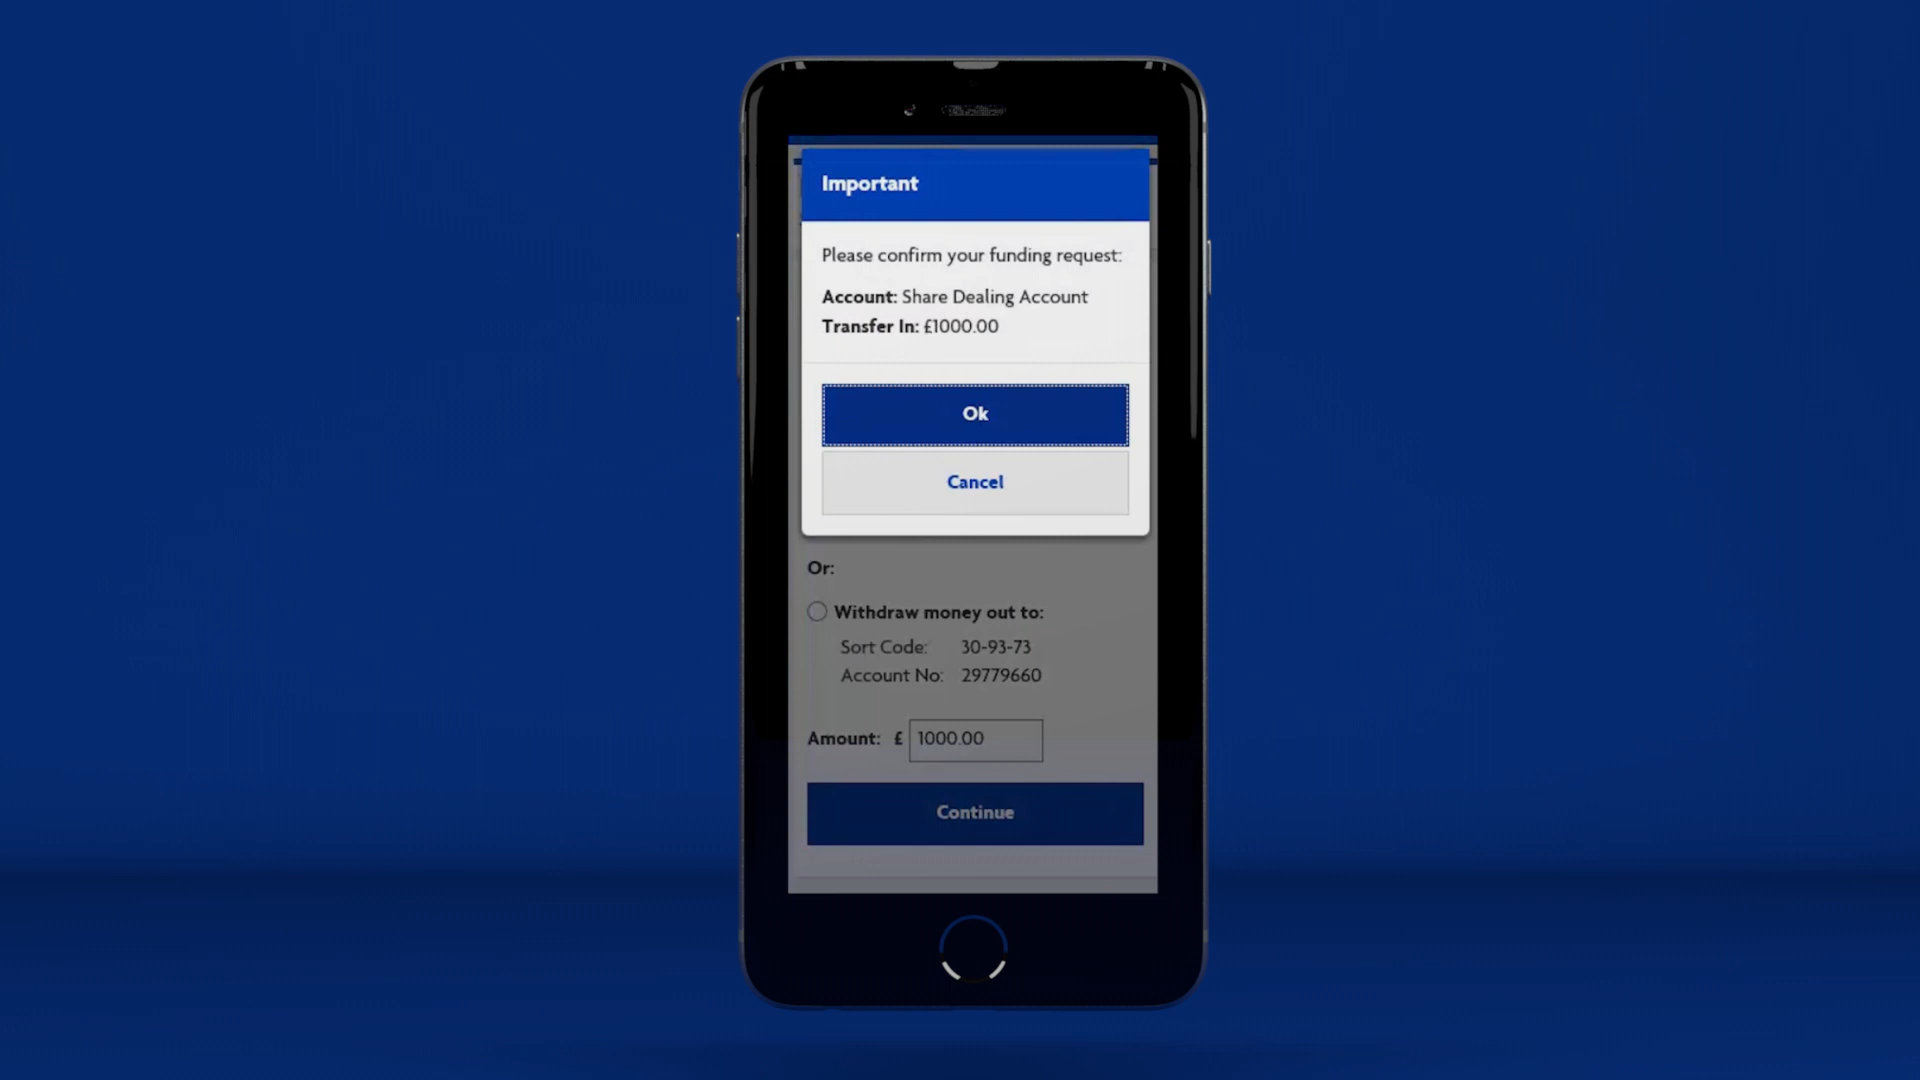 Important
Please confirm your funding request:
Account: Share Dealing Account
Transfer In: £1000.00
Ok
Cancel
Or:
Withdraw money out to:
Sort Code: 30-93-73
Account No: 29779660
Amount: £ 1000.00
Continue